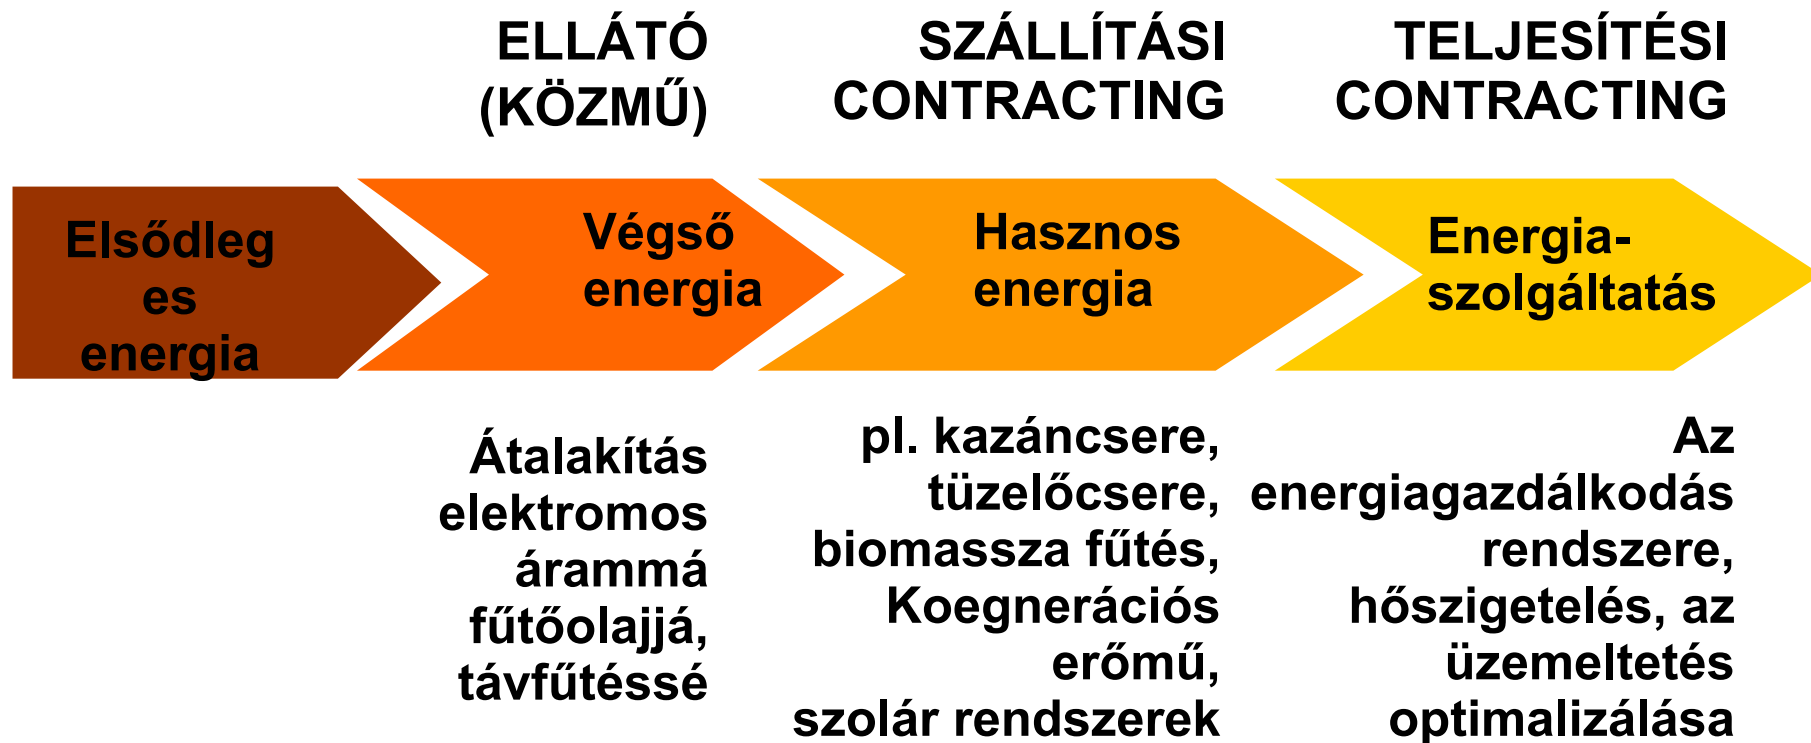 ELLÁTÓ
(KÖZMŰ)
SZÁLLÍTÁSI
CONTRACTING
TELJESÍTÉSI
CONTRACTING
Elsődleg
es
energia
Végső
energia
Hasznos
energia
Energia-
szolgáltatás
Átalakítás
elektromos
árammá
fűtőolajjá,
távfűtéssé
pl. kazáncsere,
tüzelőcsere,
biomassza fűtés,
Koegnerációs
erőmű,
szolár rendszerek
Az
energiagazdálkodás
rendszere,
hőszigetelés, az
üzemeltetés
optimalizálása